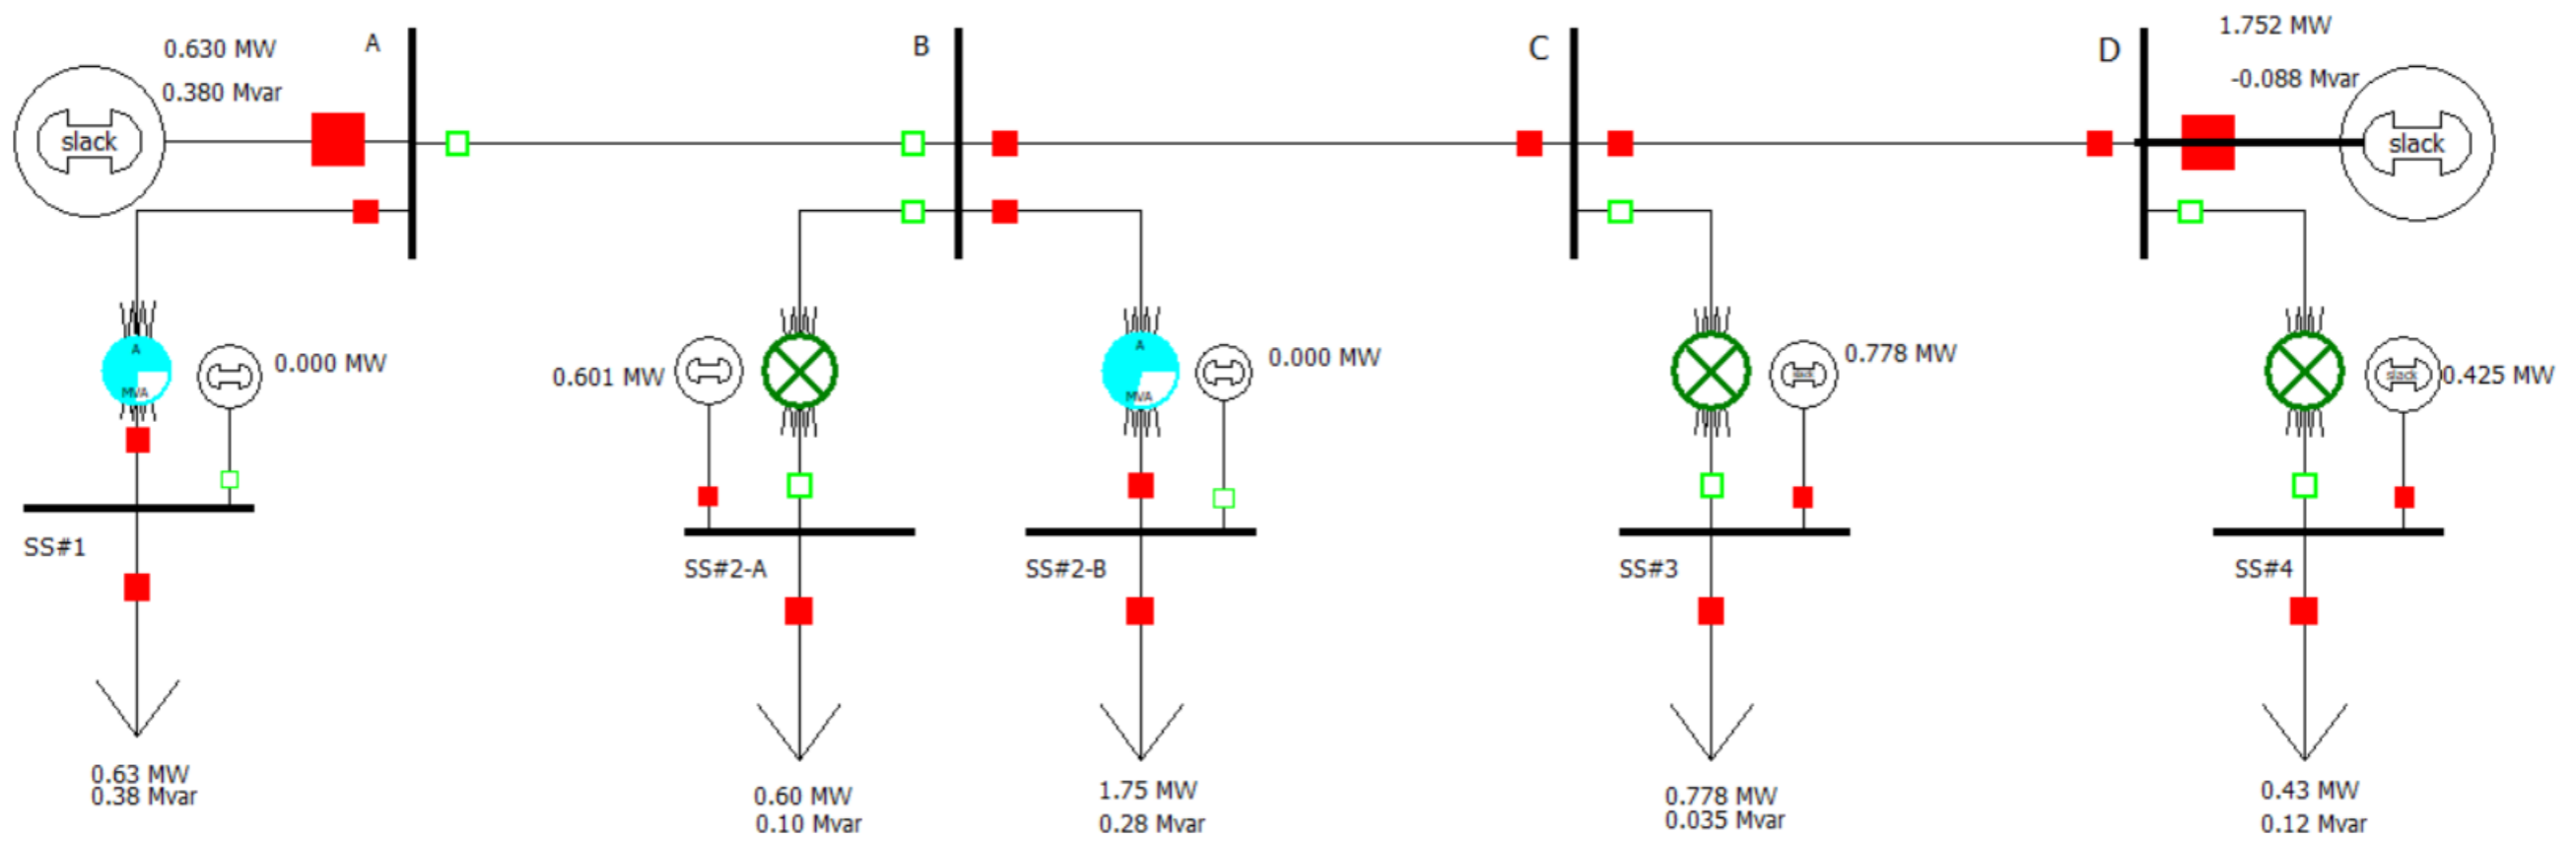 0.630 MW
0.380 Mvar
slack
A
B
C
D
1.752 MW
-0.088 Mvar
slack
A
MVA
0.000 MW
0.601 MW
A
MVA
0.000 MW
0.778 MW
slack
0.425 MW
SS#1
SS#2-A
SS#2-B
SS#3
SS#4
0.63 MW
0.38 Mvar
0.60 MW
0.10 Mvar
1.75 MW
0.28 Mvar
0.778 MW
0.035 Mvar
0.43 MW
0.12 Mvar